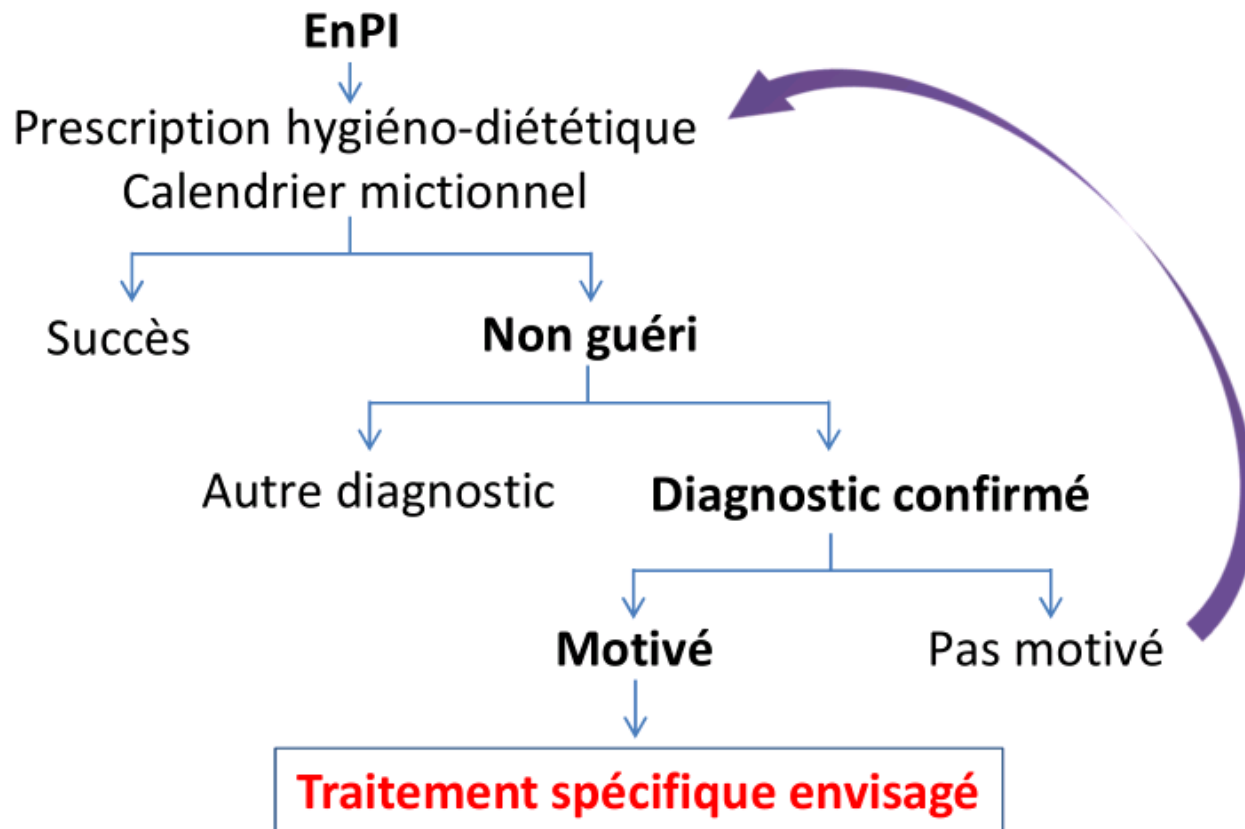 EnPI
Prescription hygiéno-diététique
Calendrier mictionnel
Succès
Non guéri
Autre diagnostic
Diagnostic confirmé
Motivé
Pas motivé
Traitement spécifique envisagé